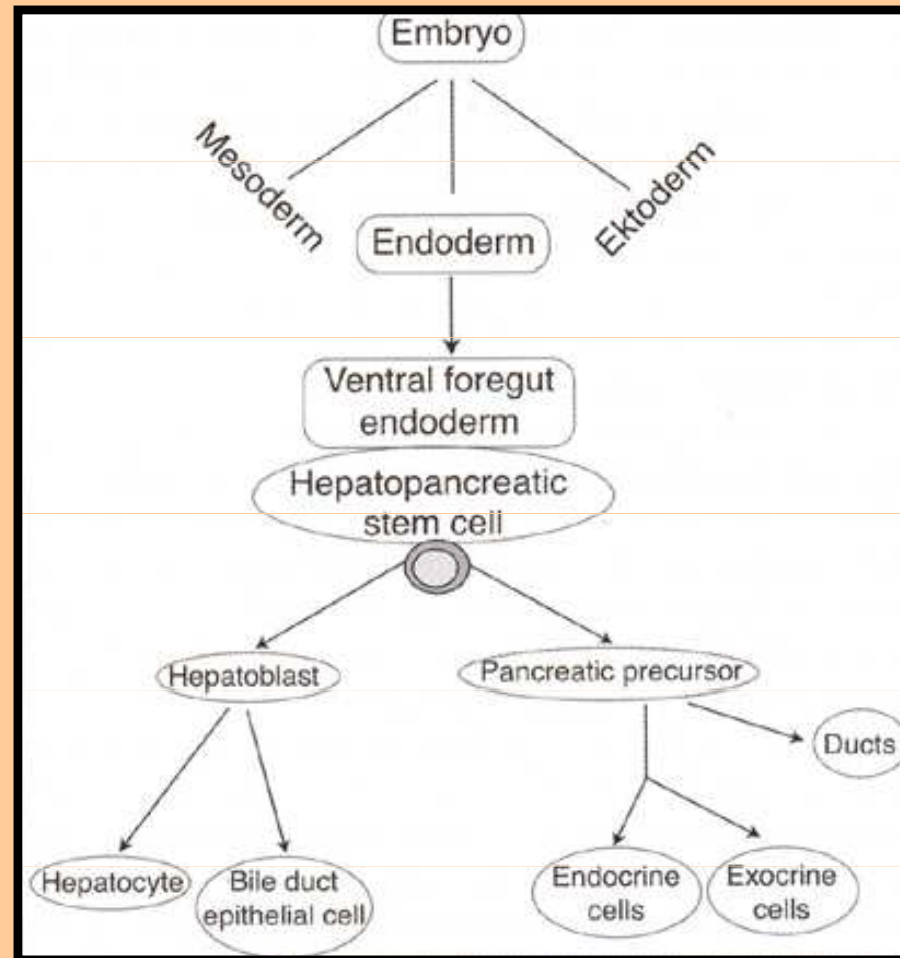 Embryo
Mesoderm
Ektoderm
Endoderm
Ventral foregut
endoderm
Hepatopancreatic
stem cell
Hepatoblast
Pancreatic precursor
Ducts
Hepatocyte
Bile duct
epithelial cell
Endocrine
cells
Exocrine
cells